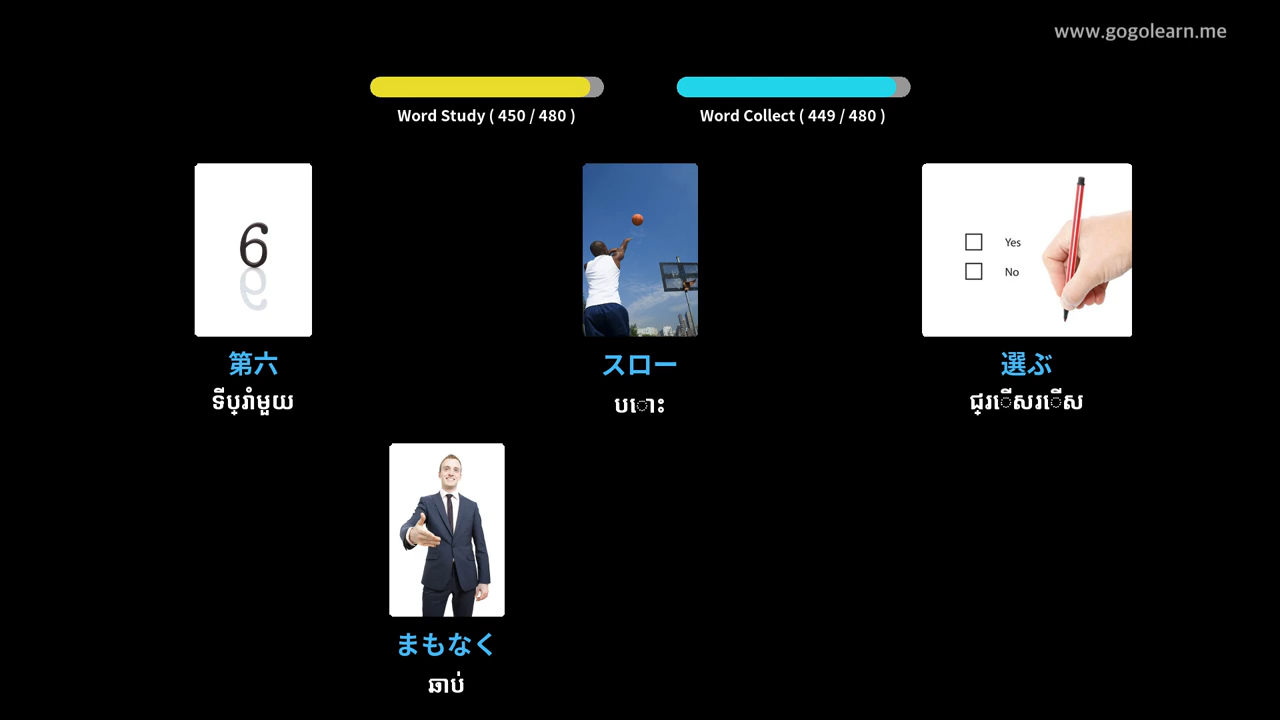 www.gogolearn.me
Word Study ( 450 / 480 )
Word Collect ( 449 / 480 )
6
Yes
No
第六
スロー
選ぶ
ទីប្រាំមួយ
បោះ
ជ្រើសរើស
まもなく
ឆាប់